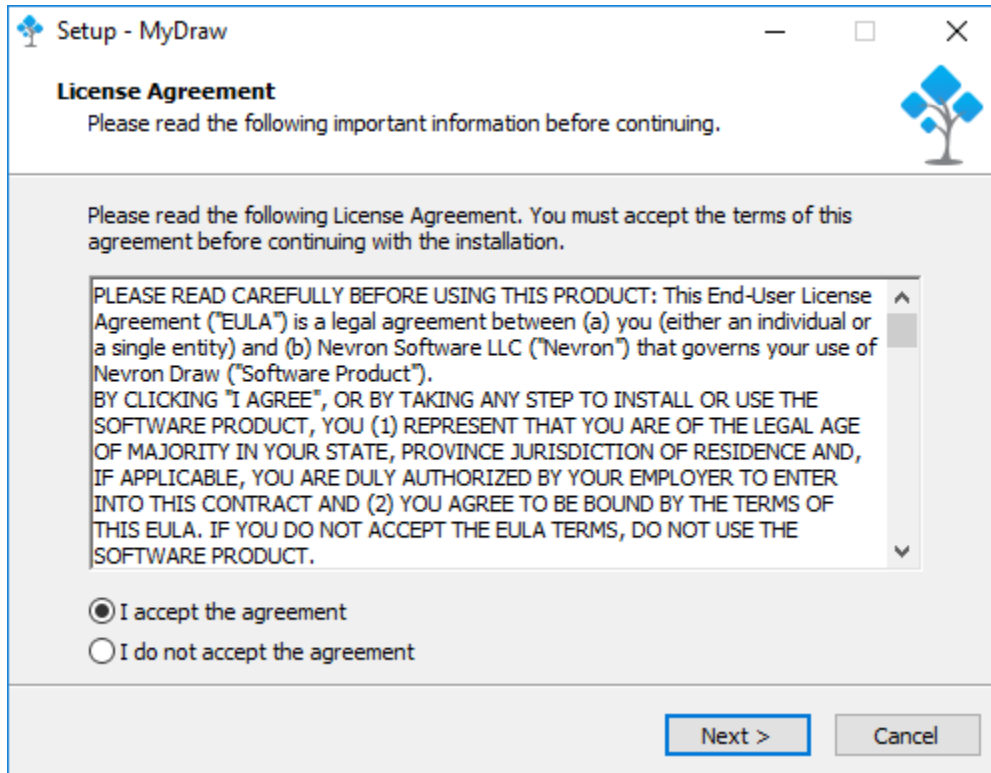 Setup - MyDraw
License Agreement
Please read the following important information before continuing.
Please read the following License Agreement. You must accept the terms of this
agreement before continuing with the installation.
PLEASE READ CAREFULLY BEFORE USING THIS PRODUCT: This End-User License
Agreement ("EULA") is a legal agreement between (a) you (either an individual or
a single entity) and (b) Nevron Software LLC ("Nevron") that governs your use of
Nevron Draw ("Software Product").
BY CLICKING "I AGREE", OR BY TAKING ANY STEP TO INSTALL OR USE THE
SOFTWARE PRODUCT, YOU (1) REPRESENT THAT YOU ARE OF THE LEGAL AGE
OF MAJORITY IN YOUR STATE, PROVINCE JURISDICTION OF RESIDENCE AND,
IF APPLICABLE, YOU ARE DULY AUTHORIZED BY YOUR EMPLOYER TO ENTER
INTO THIS CONTRACT AND (2) YOU AGREE TO BE BOUND BY THE TERMS OF
THIS EULA. IF YOU DO NOT ACCEPT THE EULA TERMS, DO NOT USE THE
SOFTWARE PRODUCT.
I accept the agreement
I do not accept the agreement
Next >
Cancel